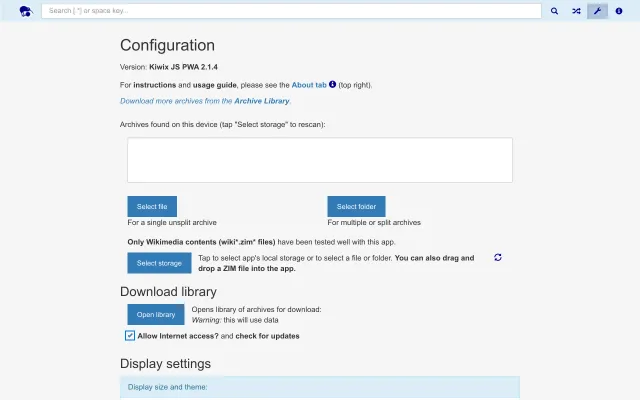 Search [.*] or space key...
Configuration
Version: Kiwix JS PWA 2.1.4
For instructions and usage guide, please see the About tab (top right).
Download more archives from the Archive Library.
Archives found on this device (tap "Select storage" to rescan):
Select file
Select folder
For a single unsplit archive
For multiple or split archives
Only Wikimedia contents (wiki*.zim* files) have been tested well with this app.
Select storage
Tap to select app's local storage or to select a file or folder. You can also drag and
drop a ZIM file into the app.
Download library
Open library
Opens library of archives for download:
Warning: this will use data
Allow Internet access? and check for updates
Display settings
Display size and theme: